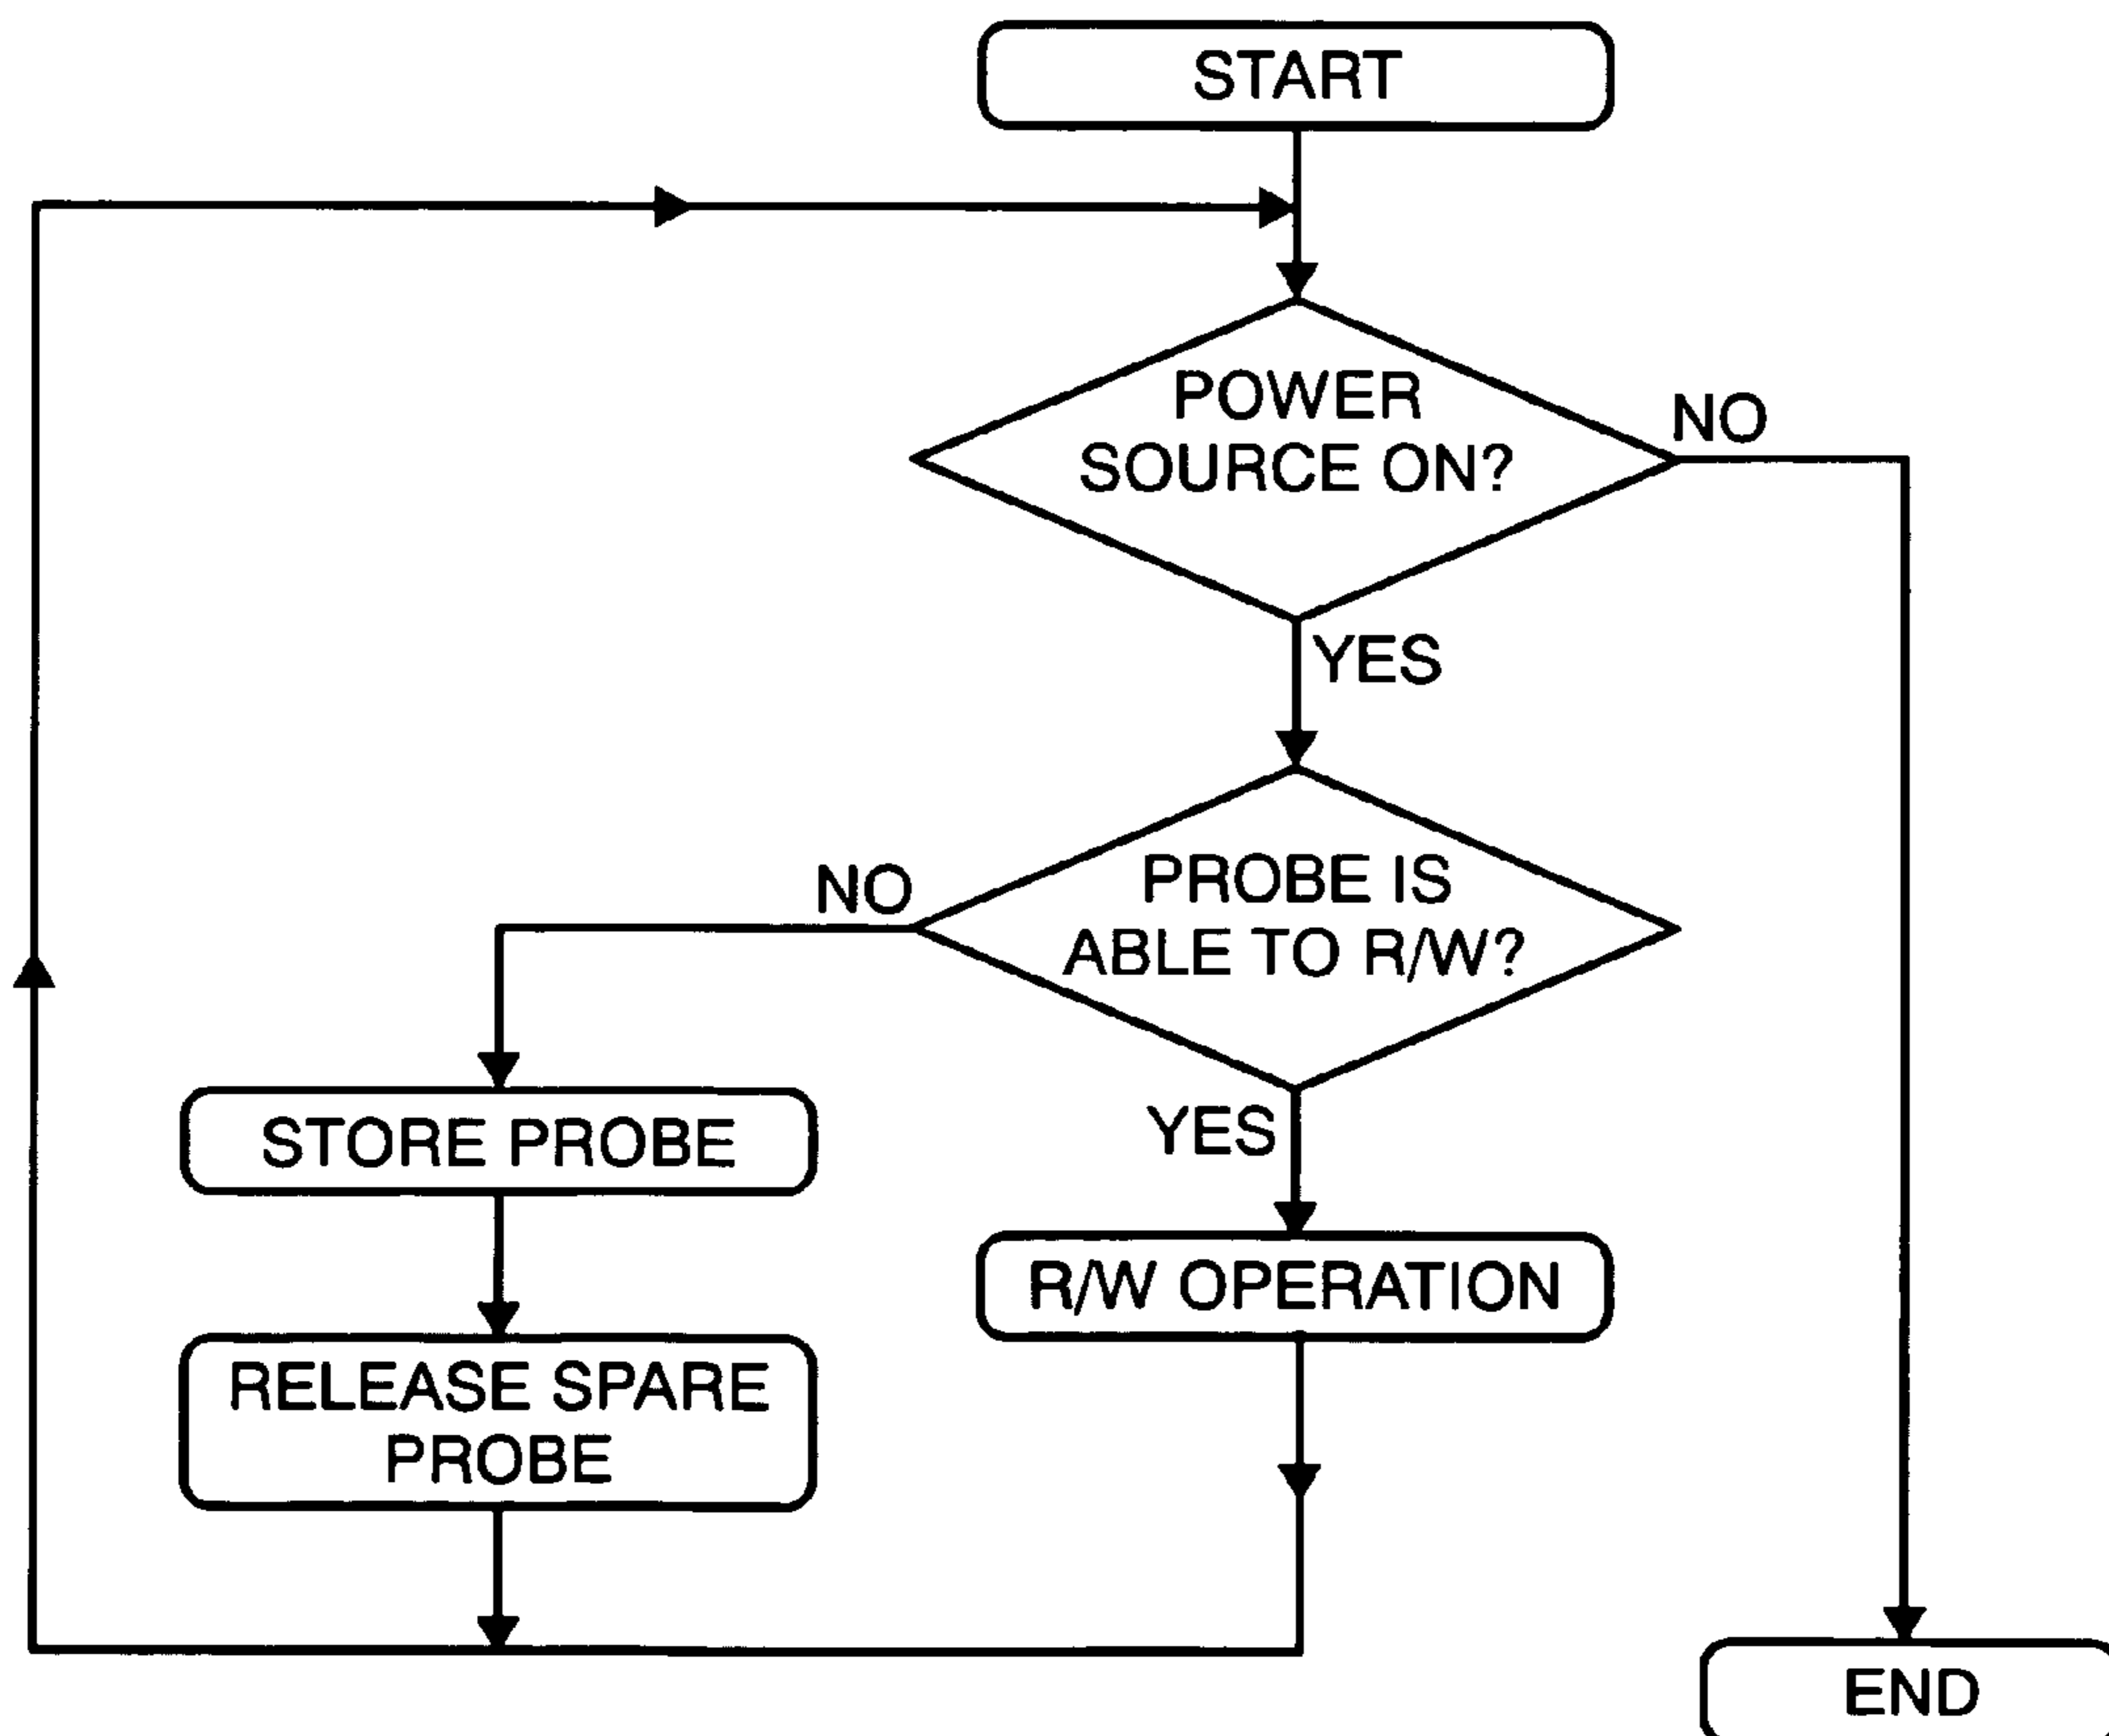 START
POWER
SOURCE ON?
NO
YES
PROBE IS
ABLE TO R/W?
NO
YES
STORE PROBE
R/W OPERATION
RELEASE SPARE
PROBE
END